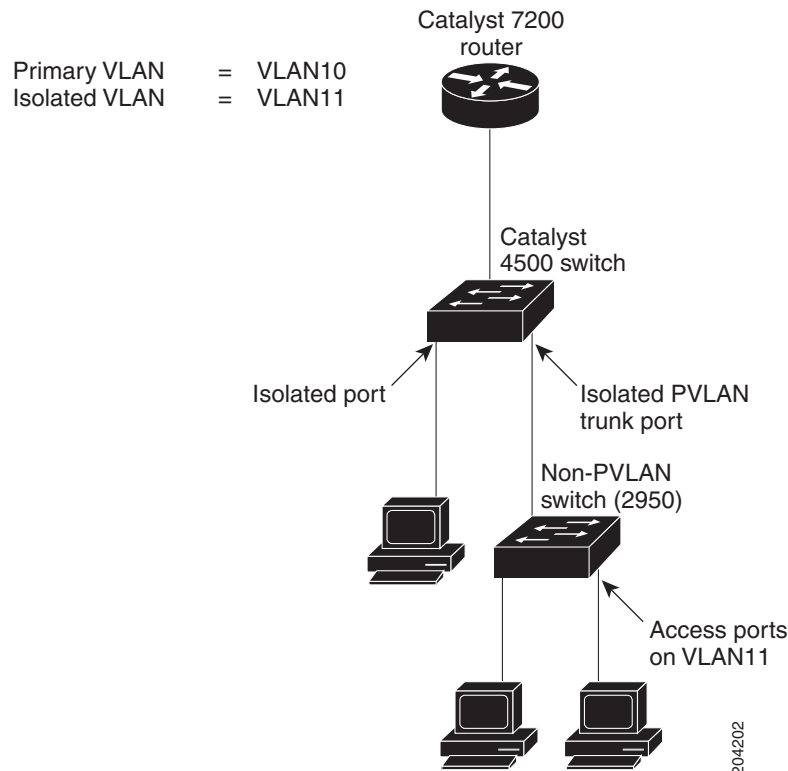 Catalyst 7200
router
Primary VLAN = VLAN10
Isolated VLAN = VLAN11
Catalyst
4500 switch
Isolated port
Isolated PVLAN
trunk port
Non-PVLAN
switch (2950)
Access ports
on VLAN11
204202